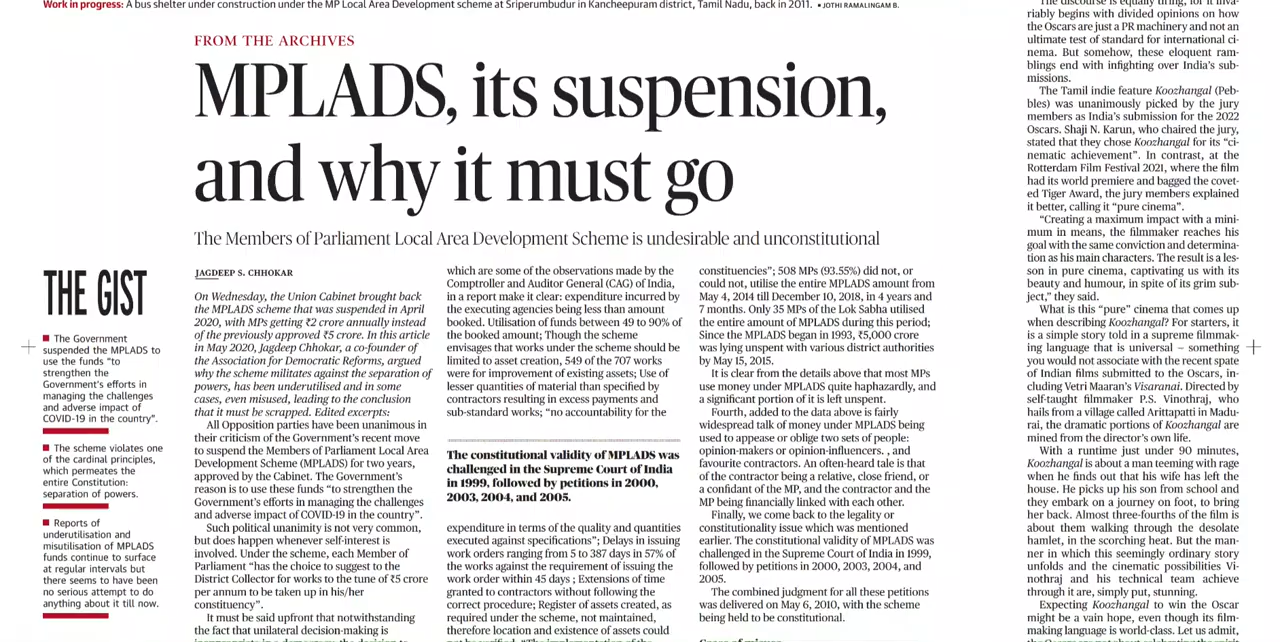 Work in progress: A bus shelter under construction under the MP Local Area Development scheme at Sriperumbudur in Kancheepuram district, Tamil Nadu, back in 2011. • JOTHI RAMALINGAM B.
FROM THE ARCHIVES
MPLADS, its suspension,
and why it must go
The Members of Parliament Local Area Development Scheme is undesirable and unconstitutional
THE GIST
The Government
suspended the MPLADS to
use the funds “to
strengthen the
Government’s efforts in
managing the challenges
and adverse impact of
COVID-19 in the country”.
The scheme violates one
of the cardinal principles,
which permeates the
entire Constitution:
separation of powers.
Reports of
underutilisation and
misutilisation of MPLADS
funds continue to surface
at regular intervals but
there seems to have been
no serious attempt to do
anything about it till now.
JAGDEEP S. CHHOKAR
On Wednesday, the Union Cabinet brought back
the MPLADS scheme that was suspended in April
2020, with MPs getting ₹2 crore annually instead
of the previously approved ₹5 crore. In this article
in May 2020, Jagdeep Chhokar, a co-founder of
the Association for Democratic Reforms, argued
why the scheme militates against the separation of
powers, has been underutilised and in some
cases, even misused, leading to the conclusion
that it must be scrapped. Edited excerpts:
All Opposition parties have been unanimous in
their criticism of the Government’s recent move
to suspend the Members of Parliament Local Area
Development Scheme (MPLADS) for two years,
approved by the Cabinet. The Government’s
reason is to use these funds “to strengthen the
Government’s efforts in managing the challenges
and adverse impact of COVID-19 in the country”.
Such political unanimity is not very common,
but does happen whenever self-interest is
involved. Under the scheme, each Member of
Parliament “has the choice to suggest to the
District Collector for works to the tune of ₹5 crore
per annum to be taken up in his/her
constituency”.
It must be said upfront that notwithstanding
the fact that unilateral decision-making is
which are some of the observations made by the
Comptroller and Auditor General (CAG) of India,
in a report make it clear: expenditure incurred by
the executing agencies being less than amount
booked. Utilisation of funds between 49 to 90% of
the booked amount; Though the scheme
envisages that works under the scheme should be
limited to asset creation, 549 of the 707 works
were for improvement of existing assets; Use of
lesser quantities of material than specified by
contractors resulting in excess payments and
sub-standard works; “no accountability for the
The constitutional validity of MPLADS was
challenged in the Supreme Court of India
in 1999, followed by petitions in 2000,
2003, 2004, and 2005.
expenditure in terms of the quality and quantities
executed against specifications”; Delays in issuing
work orders ranging from 5 to 387 days in 57% of
the works against the requirement of issuing the
work order within 45 days ; Extensions of time
granted to contractors without following the
correct procedure; Register of assets created, as
required under the scheme, not maintained,
therefore location and existence of assets could
constituencies”; 508 MPs (93.55%) did not, or
could not, utilise the entire MPLADS amount from
May 4, 2014 till December 10, 2018, in 4 years and
7 months. Only 35 MPs of the Lok Sabha utilised
the entire amount of MPLADS during this period;
Since the MPLADS began in 1993, ₹5,000 crore
was lying unspent with various district authorities
by May 15, 2015.
It is clear from the details above that most MPs
use money under MPLADS quite haphazardly, and
a significant portion of it is left unspent.
Fourth, added to the data above is fairly
widespread talk of money under MPLADS being
used to appease or oblige two sets of people:
opinion-makers or opinion-influencers. , and
favourite contractors. An often-heard tale is that
of the contractor being a relative, close friend, or
a confidant of the MP, and the contractor and the
MP being financially linked with each other.
Finally, we come back to the legality or
constitutionality issue which was mentioned
earlier. The constitutional validity of MPLADS was
challenged in the Supreme Court of India in 1999,
followed by petitions in 2000, 2003, 2004, and
2005.
The combined judgment for all these petitions
was delivered on May 6, 2010, with the scheme
being held to be constitutional.
The discourse is equally tiring, for it inva-
riably begins with divided opinions on how
the Oscars are just a PR machinery and not an
ultimate test of standard for international ci-
nema. But somehow, these eloquent ram-
blings end with infighting over India’s sub-
missions.
The Tamil indie feature Koozhangal (Peb-
bles) was unanimously picked by the jury
members as India’s submission for the 2022
Oscars. Shaji N. Karun, who chaired the jury,
stated that they chose Koozhangal for its “ci-
nematic achievement”. In contrast, at the
Rotterdam Film Festival 2021, where the film
had its world premiere and bagged the covet-
ed Tiger Award, the jury members explained
it better, calling it “pure cinema”.
“Creating a maximum impact with a mini-
mum in means, the filmmaker reaches his
goal with the same conviction and determina-
tion as his main characters. The result is a les-
son in pure cinema, captivating us with its
beauty and humour, in spite of its grim sub-
ject,” they said.
What is this “pure” cinema that comes up
when describing Koozhangal? For starters, it
is a simple story told in a supreme filmmak-
ing language that is universal – something
you would not associate with the recent spate
of Indian films submitted to the Oscars, in-
cluding Vetri Maaran’s Visaranai. Directed by
self-taught filmmaker P.S. Vinothraj, who
hails from a village called Arittapatti in Madu-
rai, the dramatic portions of Koozhangal are
mined from the director’s own life.
With a runtime just under 90 minutes,
Koozhangal is about a man teeming with rage
when he finds out that his wife has left the
house. He picks up his son from school and
they embark on a journey on foot, to bring
her back. Almost three-fourths of the film is
about them walking through the desolate
hamlet, in the scorching heat. But the man-
ner in which this seemingly ordinary story
unfolds and the cinematic possibilities Vi-
nothraj and his technical team achieve
through it are, simply put, stunning.
Expecting Koozhangal to win the Oscar
might be a vain hope, even though its film-
making language is world-class. Let us admit,